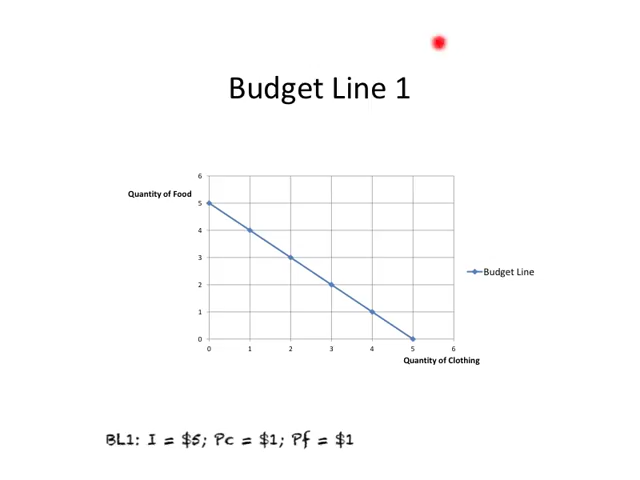 Budget Line 1
Quantity of Food
6
5
4
3
2
1
0
0 1 2 3 4 5 6
Quantity of Clothing
Budget Line
BL1: I = $5; Pc = $1; Pf = $1